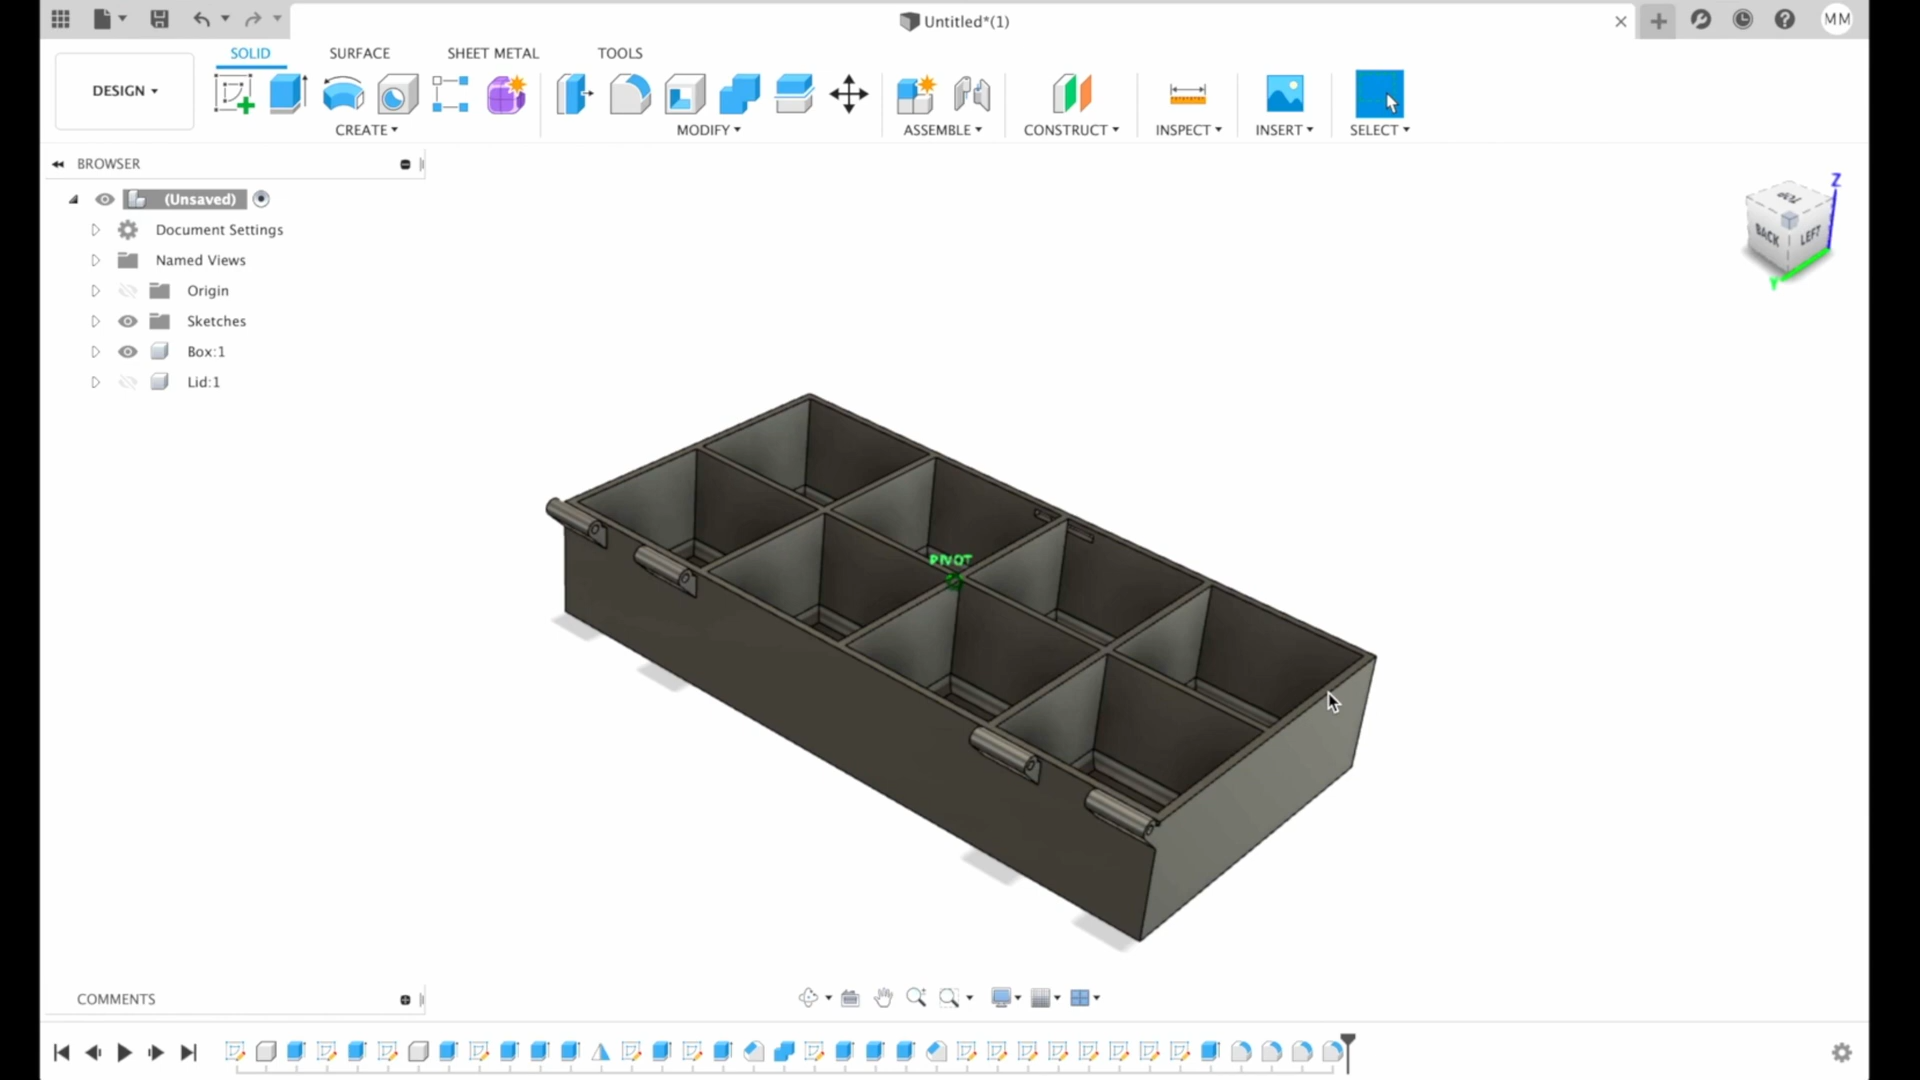 Untitled*(1)
MM
DESIGN
SOLID
SURFACE
SHEET METAL
TOOLS
CREATE
MODIFY
ASSEMBLE
CONSTRUCT
INSPECT
INSERT
SELECT
BROWSER
(Unsaved)
Document Settings
Named Views
Origin
Sketches
Box:1
Lid:1
Z
TOP
BACK
LEFT
Y
PIVOT
COMMENTS